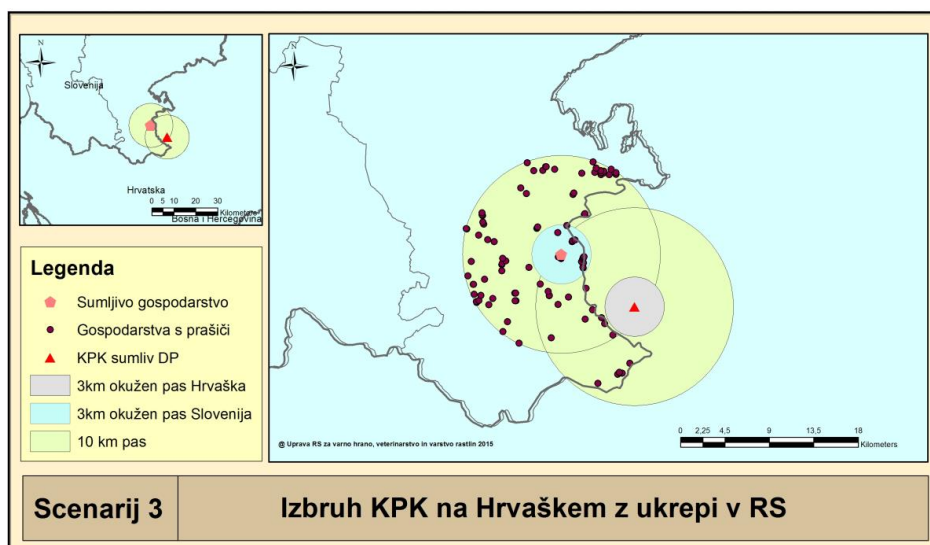 N
Slovenija
Hrvatska
0 5 10 20 30
Kilometers
Bosna i Hercegovina
N
Legenda
Sumljivo gospodarstvo
Gospodarstva s prašiči
KPK sumliv DP
3km okužen pas Hrvaška
3km okužen pas Slovenija
10 km pas
@ Uprava RS za varno hrano, veterinarstvo in varstvo rastlin 2015
0 2,25 4,5 9 13,5 18
Kilometers
Scenarij 3
Izbruh KPK na Hrvaškem z ukrepi v RS